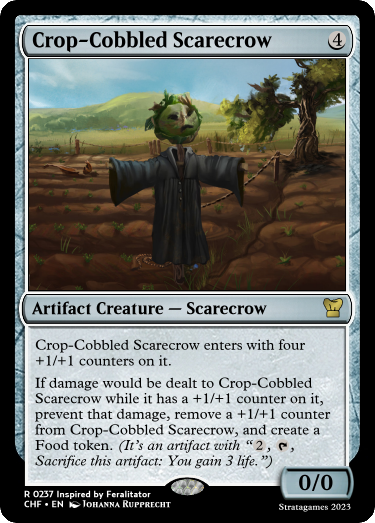 Crop-Cobbled Scarecrow 4
Artifact Creature — Scarecrow
Crop-Cobbled Scarecrow enters with four
+1/+1 counters on it.
If damage would be dealt to Crop-Cobbled
Scarecrow while it has a +1/+1 counter on it,
prevent that damage, remove a +1/+1 counter
from Crop-Cobbled Scarecrow, and create a
Food token. (It's an artifact with “2, ,
Sacrifice this artifact: You gain 3 life.”)
0/0
R 0237 Inspired by Feralitator
CHF • EN Johanna Rupprecht
Stratagames 2023